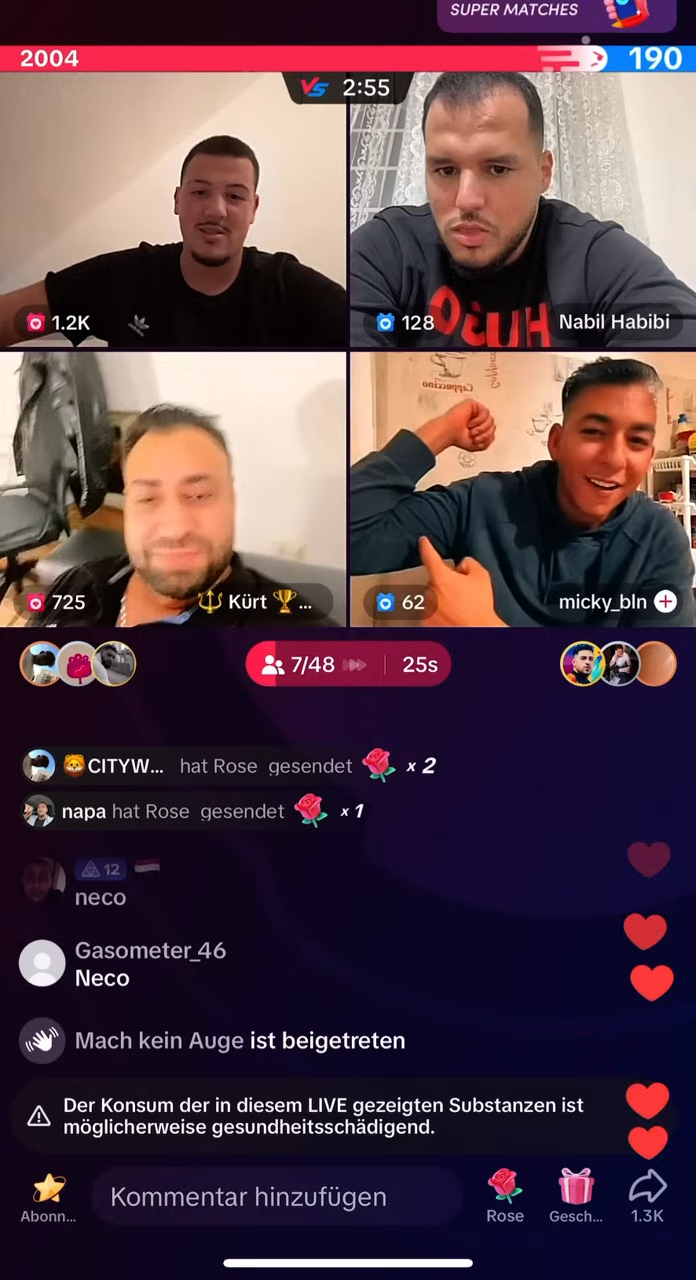 SUPER MATCHES
2004
190
VS 2:55
1.2K
128
Nabil Habibi
Cappuccino
725
🔱 Kürt 🏆...
62
micky_bln
7/48
25s
🦁CITYW... hat Rose gesendet x 2
napa hat Rose gesendet x 1
12
neco
Gasometer_46
Neco
Mach kein Auge ist beigetreten
Der Konsum der in diesem LIVE gezeigten Substanzen ist
möglicherweise gesundheitsschädigend.
Kommentar hinzufügen
Abonn...
Rose
Gesch...
1.3K